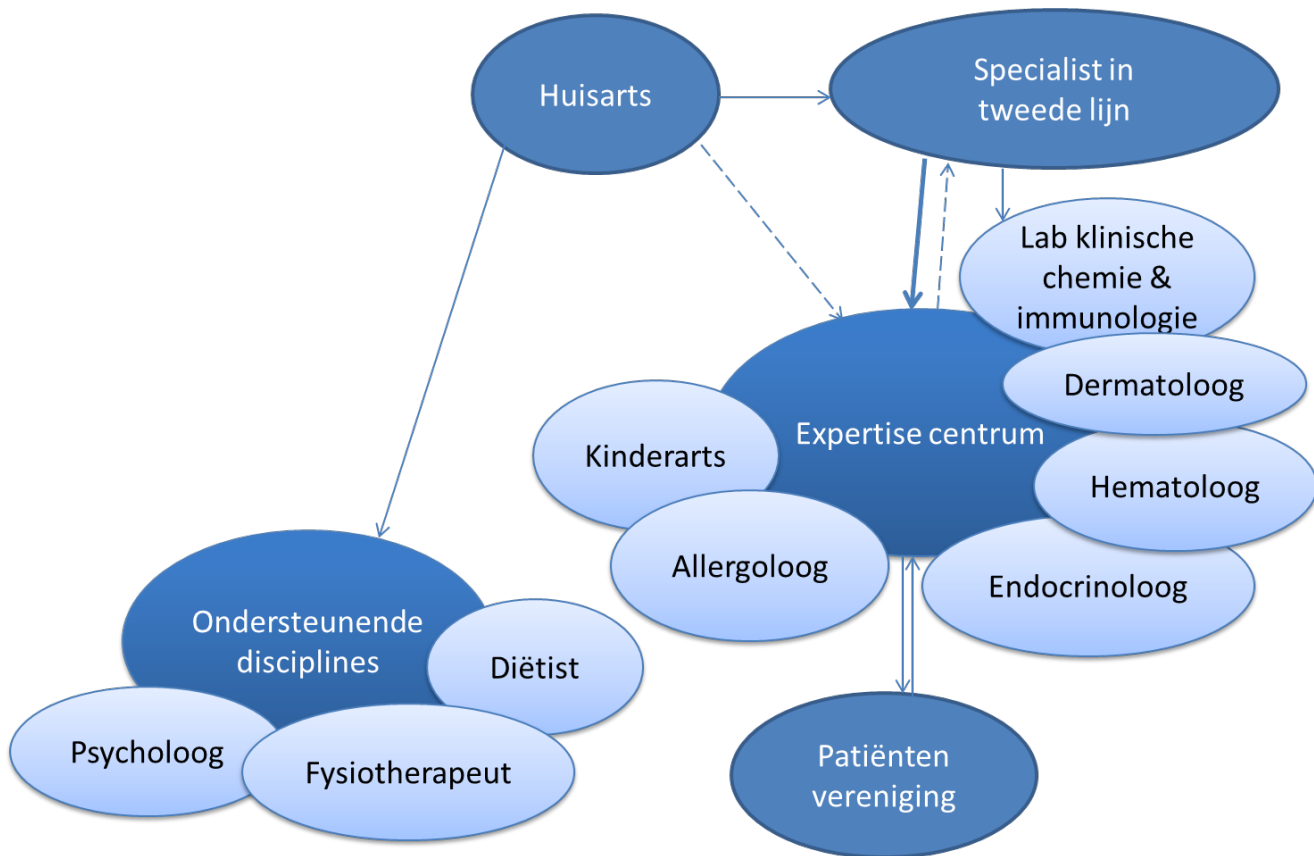 Huisarts
Specialist in
tweede lijn
Lab klinische
chemie &
immunologie
Dermatoloog
Expertise centrum
Kinderarts
Hematoloog
Allergoloog
Endocrinoloog
Ondersteunende
disciplines
Diëtist
Psycholoog
Fysiotherapeut
Patiënten
vereniging